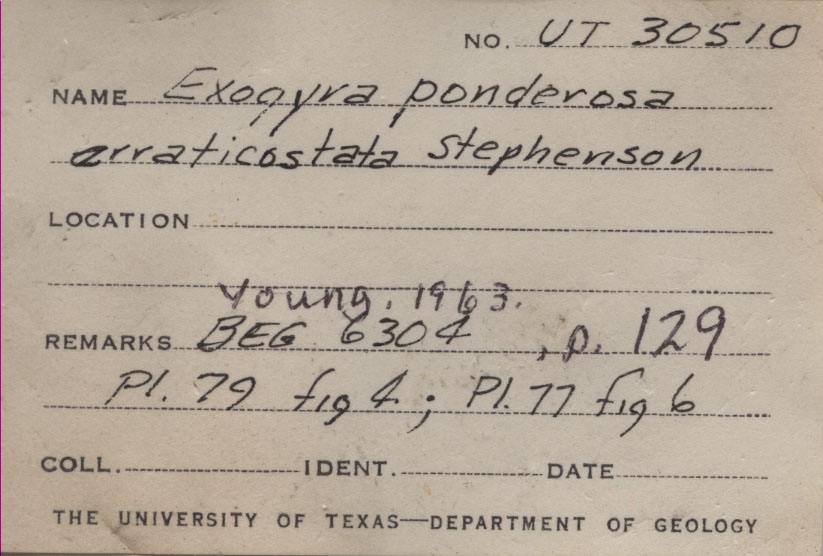 NO. UT 30510
NAME Exogyra ponderosa
erraticostata Stephenson
LOCATION
Young, 1963.
REMARKS BEG 6304, p. 129
Pl. 79 fig 4; Pl. 77 fig 6
COLL. IDENT. DATE
THE UNIVERSITY OF TEXAS—DEPARTMENT OF GEOLOGY